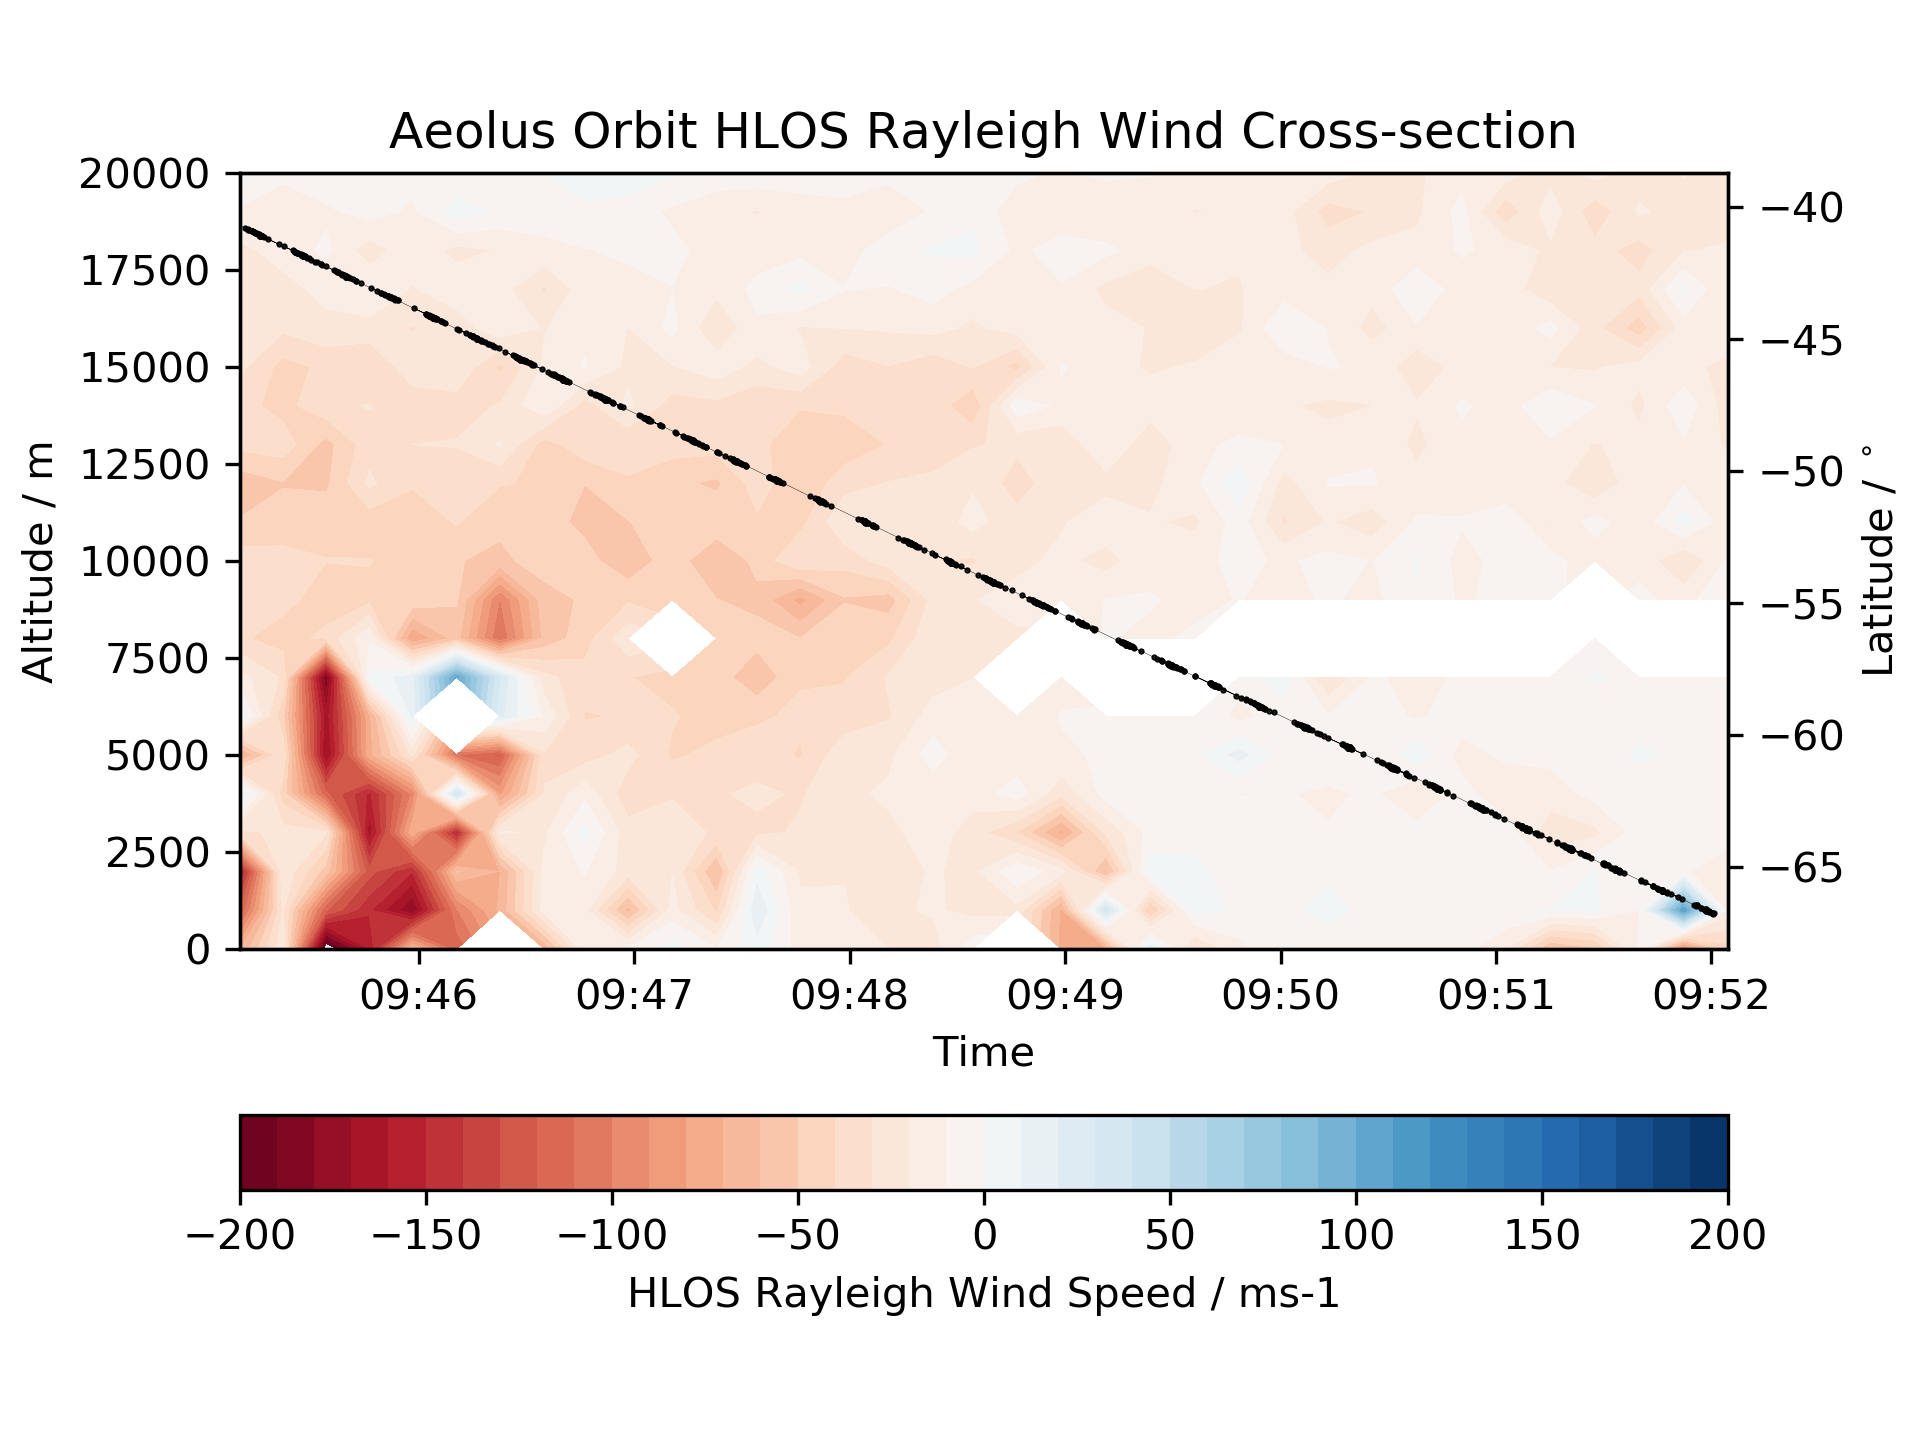 Aeolus Orbit HLOS Rayleigh Wind Cross-section
20000
17500
15000
12500
10000
7500
5000
2500
0
Altitude / m
−40
−45
−50
−55
−60
−65
Latitude / °
09:46 09:47 09:48 09:49 09:50 09:51 09:52
Time
−200 −150 −100 −50 0 50 100 150 200
HLOS Rayleigh Wind Speed / ms-1